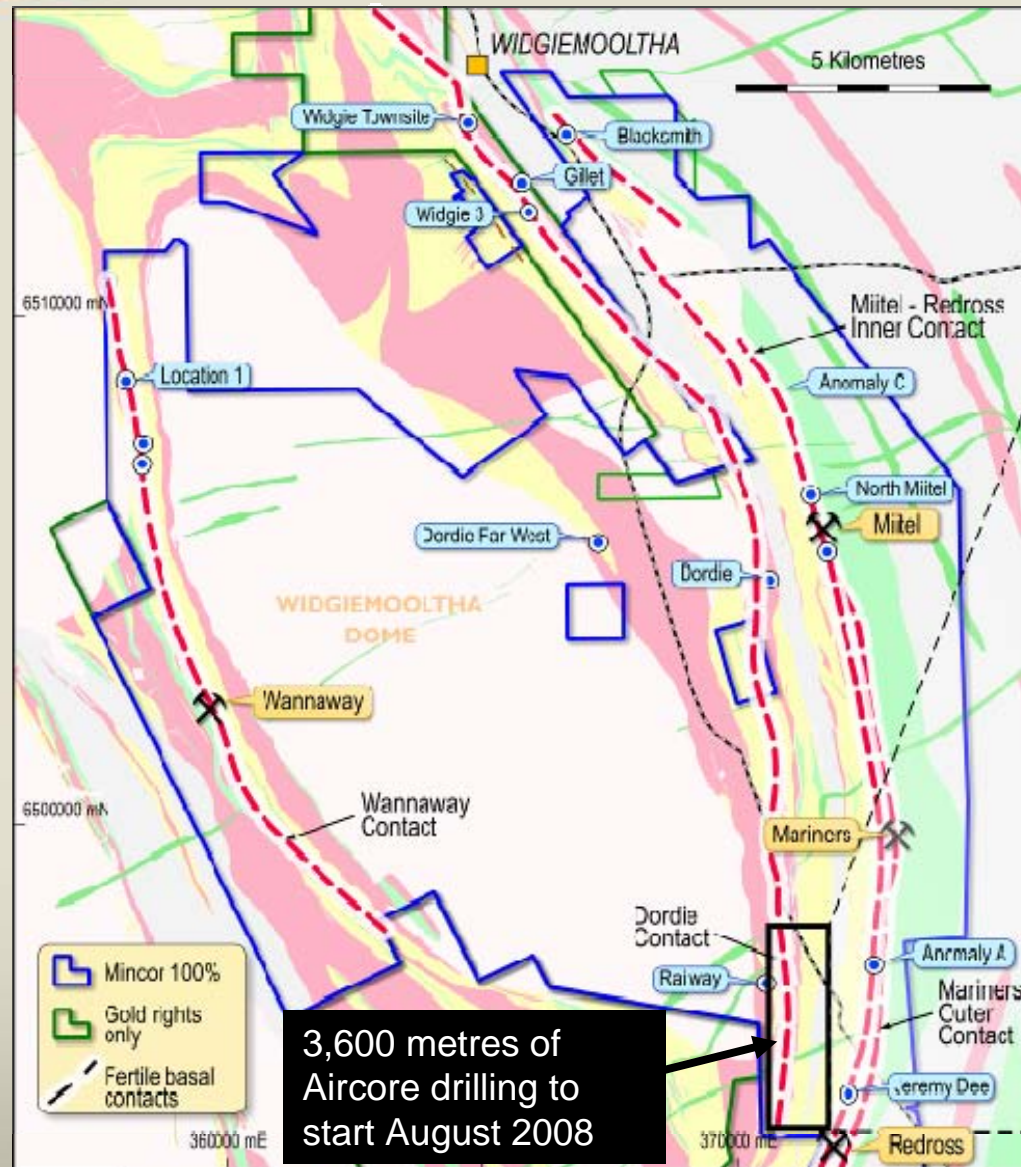 WIDGIEMOOLTHA
5 Kilometres
Widgie Townsite
Blacksmith
Gillet
Widgie 3
6510000 mN
Miitel - Redross
Inner Contact
Location 1
Anomaly C
North Miitel
Miitel
Dordie Far West
Dordie
WIDGIEMOOLTHA
DOME
Wannaway
6500000 mN
Wannaway
Contact
Mariners
Dordie
Contact
Anomaly A
Railway
Mariners
Outer
Contact
Mincor 100%
Gold rights
only
Fertile basal
contacts
3,600 metres of
Aircore drilling to
start August 2008
Jeremy Dee
Redross
360000 mE
370000 mE